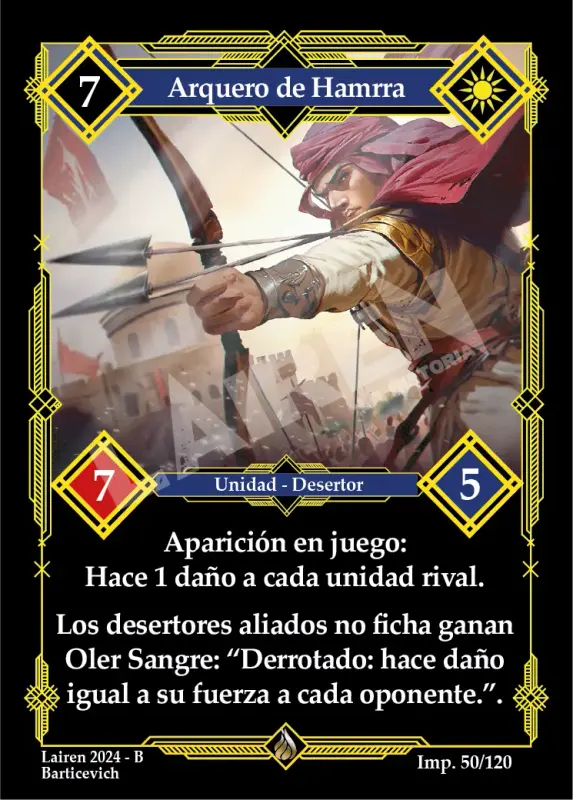 7
Arquero de Hamrra
LAIREN
EDITORIAL
7
Unidad - Desertor
5
Aparición en juego:
Hace 1 daño a cada unidad rival.
Los desertores aliados no ficha ganan
Oler Sangre: “Derrotado: hace daño
igual a su fuerza a cada oponente.”.
Lairen 2024 - B
Barticevich
Imp. 50/120